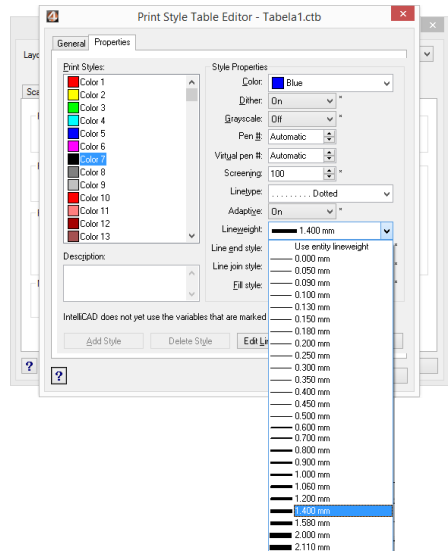 Print Style Table Editor - Tabela1.ctb
Layo
General Properties
Print Styles:
Color 1
Color 2
Color 3
Color 4
Color 5
Color 6
Color 7
Color 8
Color 9
Color 10
Color 11
Color 12
Color 13
Description:
Style Properties
Color: Blue
Dither: On *
Grayscale: Off *
Pen #: Automatic
Virtual pen #: Automatic
Screening: 100 *
Linetype: . . . . . . . . . Dotted
Adaptive: On *
Lineweight: 1.400 mm
Line end style: *
Line join style: *
Fill style: *
Use entity lineweight
0.000 mm
0.050 mm
0.090 mm
0.100 mm
0.130 mm
0.150 mm
0.180 mm
0.200 mm
0.250 mm
0.300 mm
0.350 mm
0.400 mm
0.450 mm
0.500 mm
0.600 mm
0.700 mm
0.800 mm
0.900 mm
1.000 mm
1.060 mm
1.200 mm
1.400 mm
1.580 mm
2.000 mm
2.110 mm
IntelliCAD does not yet use the variables that are marked
Add Style Delete Style Edit Li
?
?
Sca